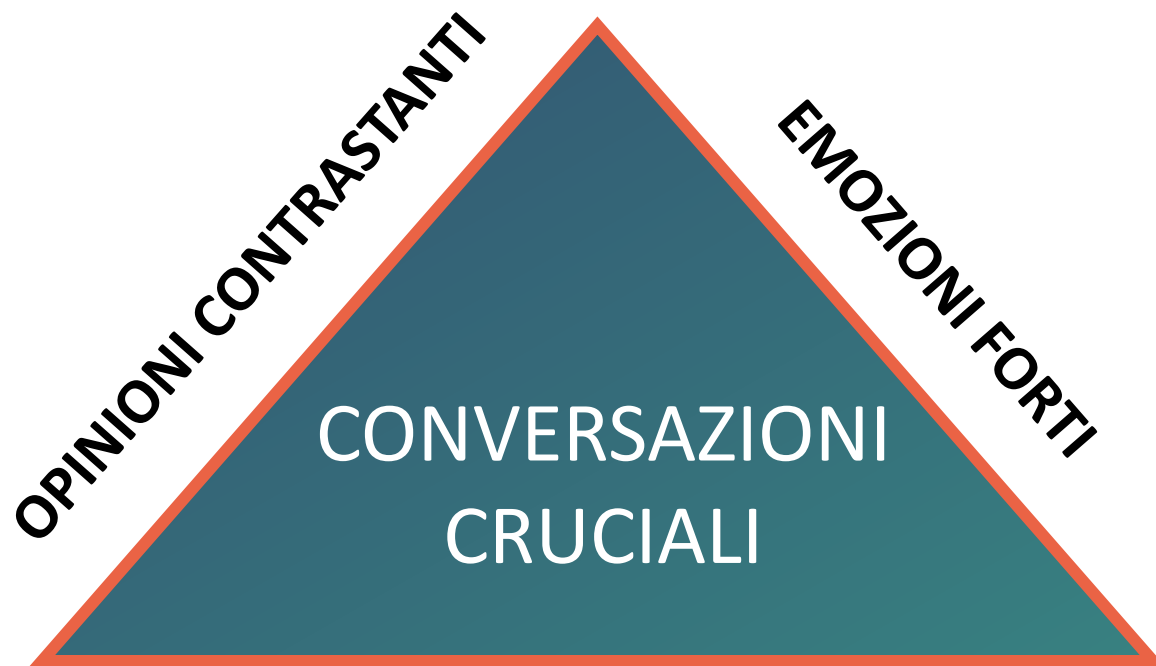 OPINIONI CONTRASTANTI
EMOZIONI FORTI
CONVERSAZIONI
CRUCIALI